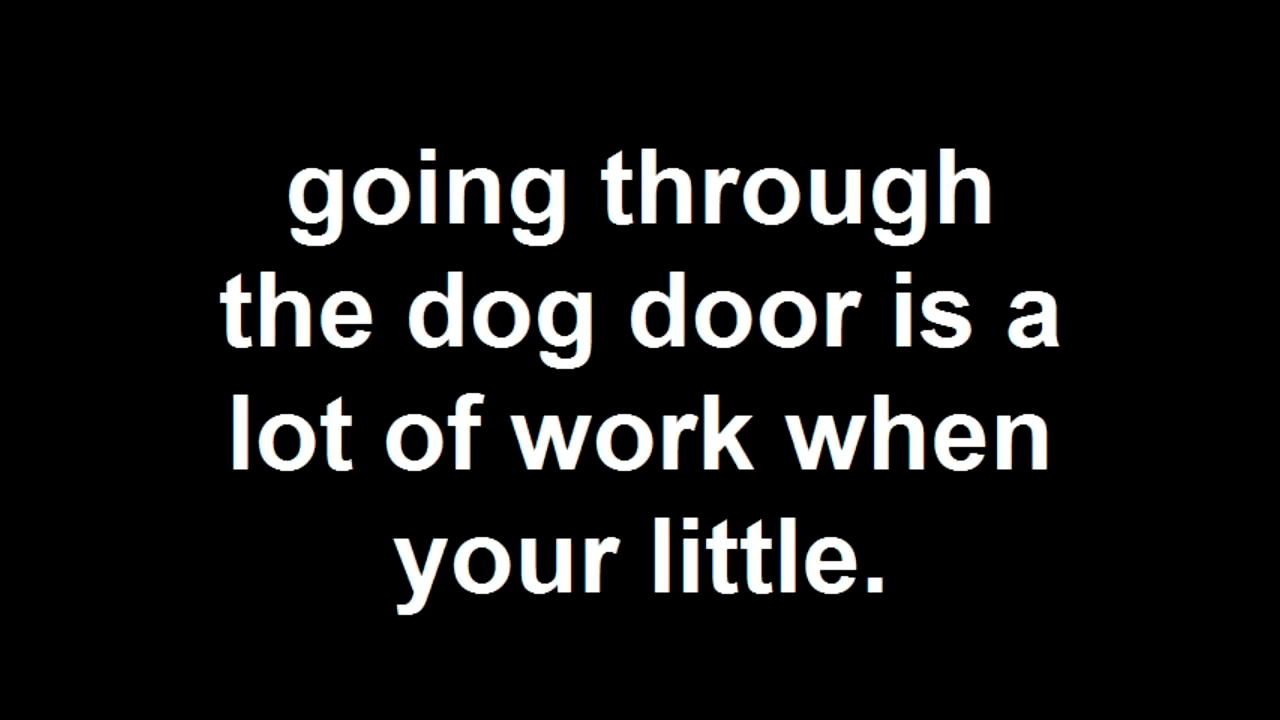 going through
the dog door is a
lot of work when
your little.